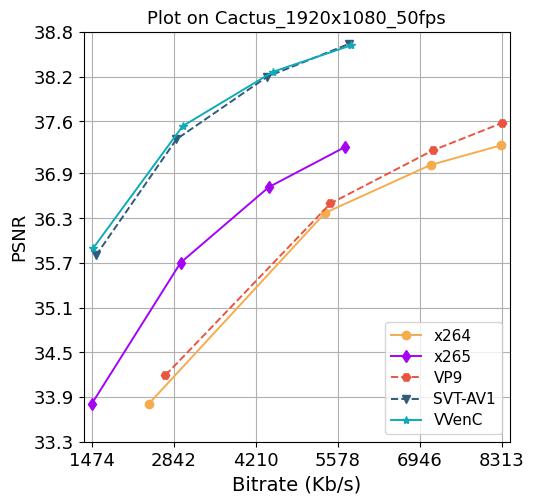 Plot on Cactus_1920x1080_50fps
PSNR
38.8
38.2
37.6
36.9
36.3
35.7
35.1
34.5
33.9
33.3
x264
x265
VP9
SVT-AV1
VVenC
1474 2842 4210 5578 6946 8313
Bitrate (Kb/s)